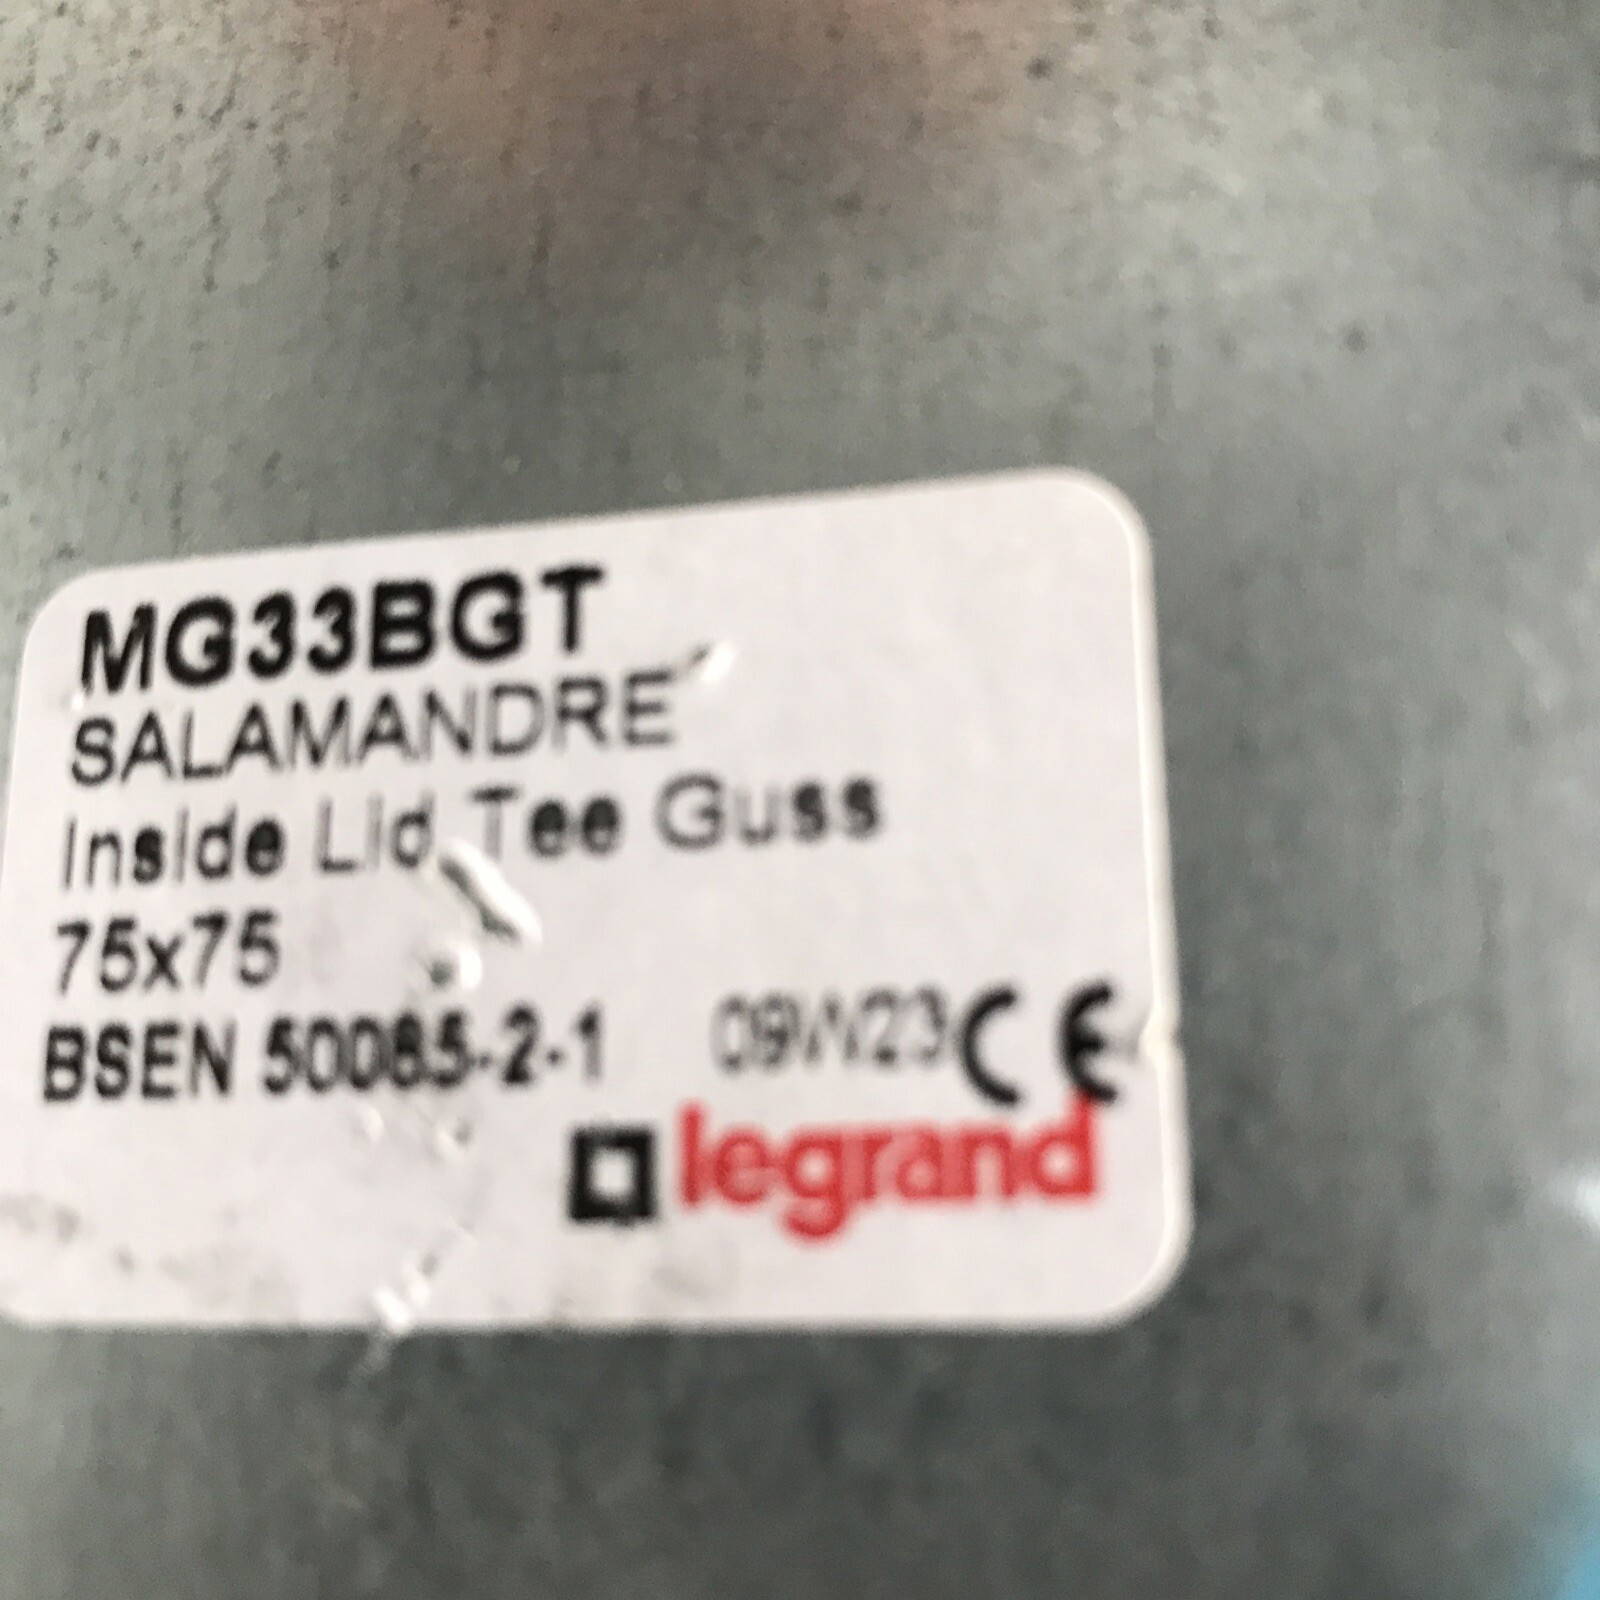 MG33BGT
SALAMANDRE
Inside Lid Tee Guss
75x75
BSEN 50085-2-1 09W23 CE
legrand